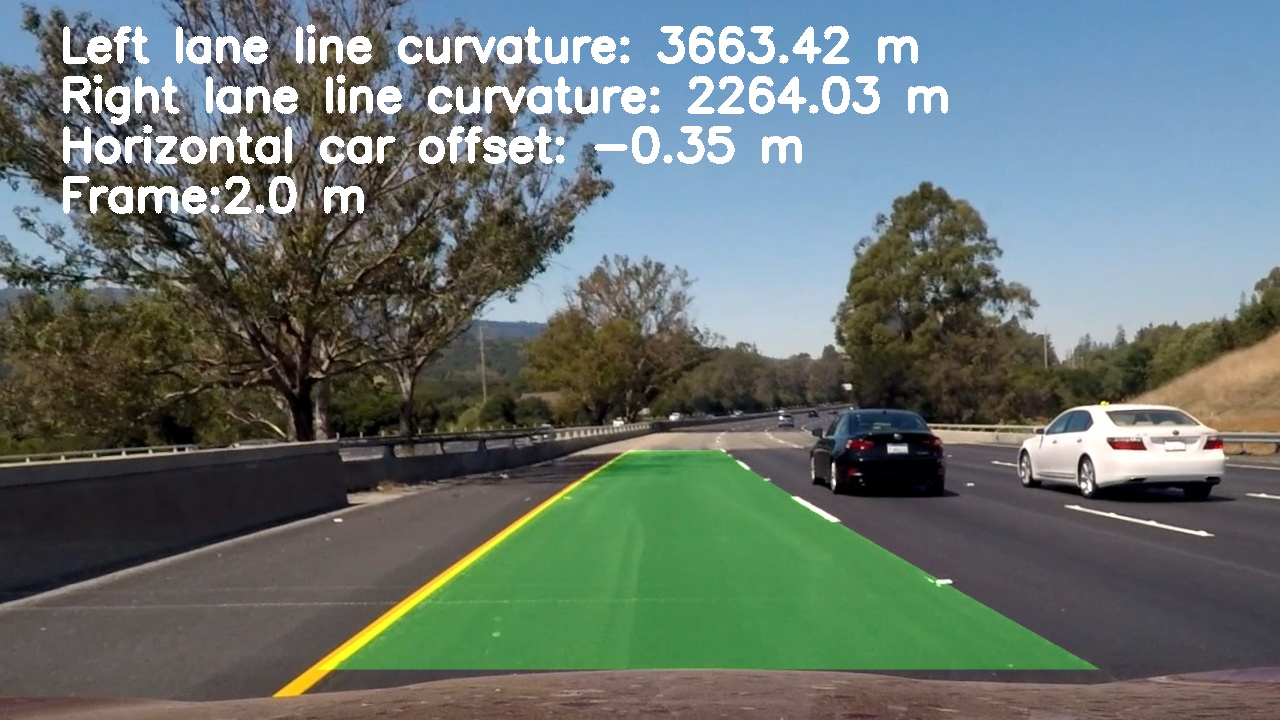 Left lane line curvature: 3663.42 m
Right lane line curvature: 2264.03 m
Horizontal car offset: -0.35 m
Frame:2.0 m